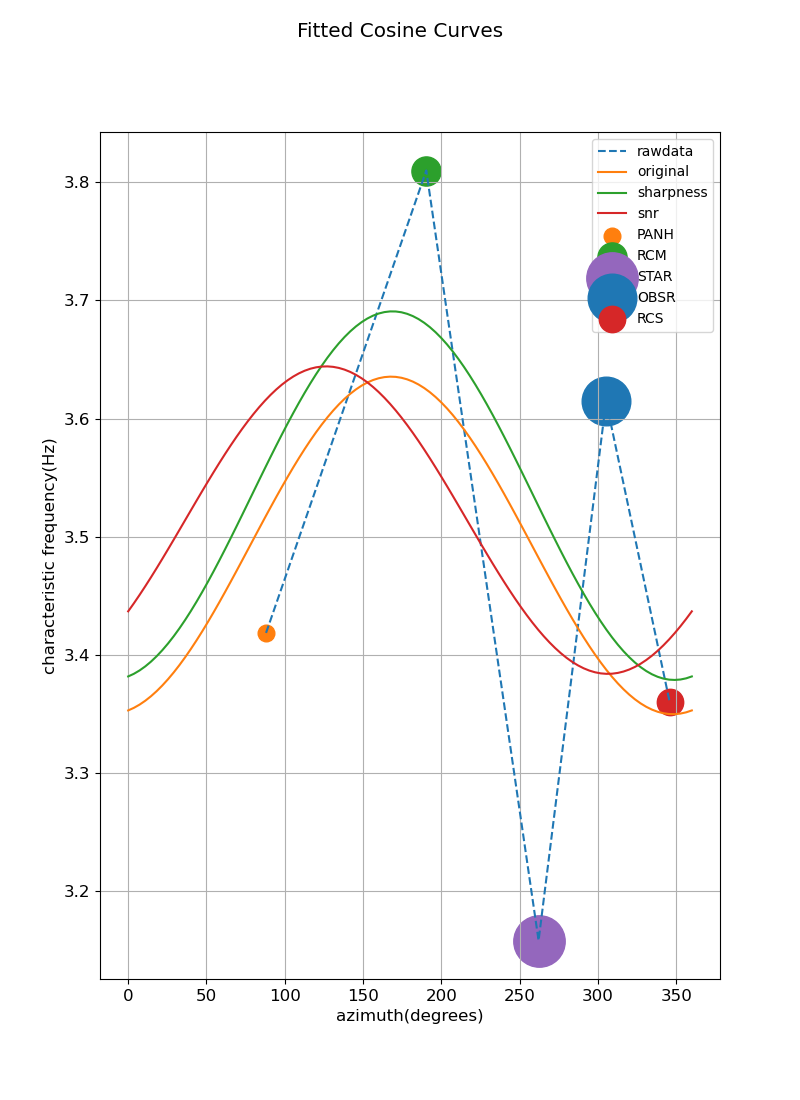 Fitted Cosine Curves
rawdata
original
sharpness
snr
PANH
RCM
STAR
OBSR
RCS
characteristic frequency(Hz)
3.8
3.7
3.6
3.5
3.4
3.3
3.2
0 50 100 150 200 250 300 350
azimuth(degrees)